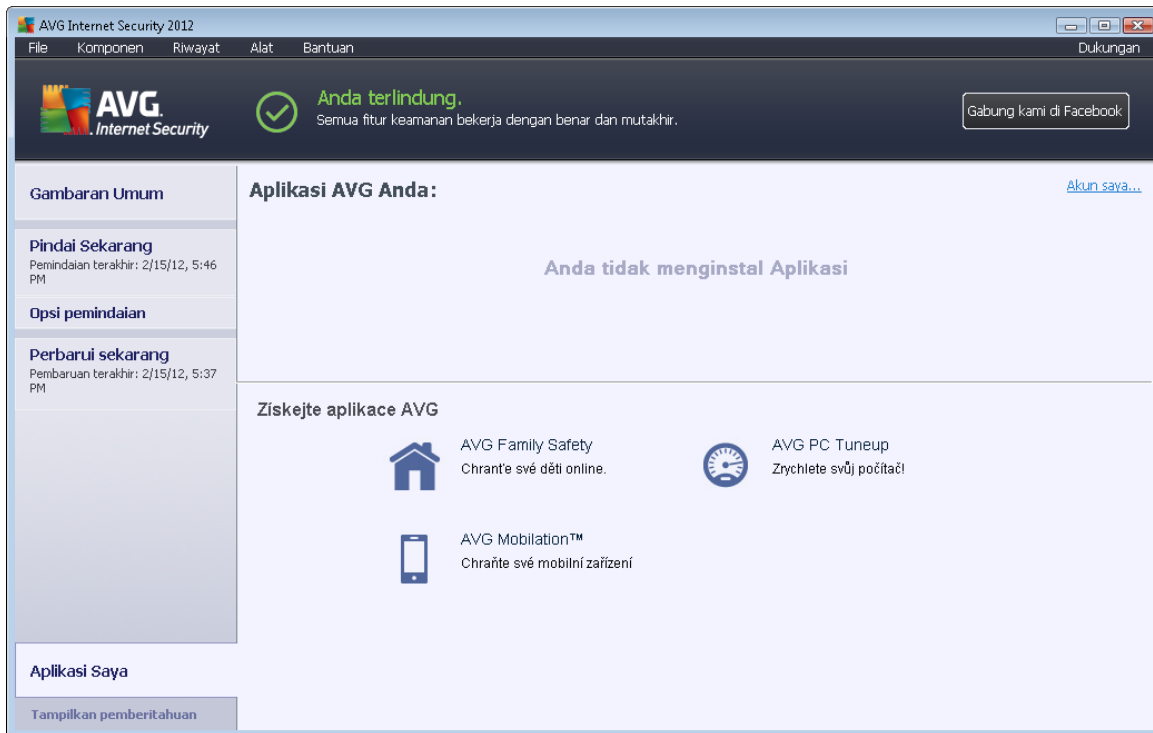 AVG Internet Security 2012
File Komponen Riwayat Alat Bantuan Dukungan
AVG.
Internet Security
Anda terlindung.
Semua fitur keamanan bekerja dengan benar dan mutakhir.
Gabung kami di Facebook
Gambaran Umum
Pindai Sekarang
Pemindaian terakhir: 2/15/12, 5:46
PM
Opsi pemindaian
Perbarui sekarang
Pembaruan terakhir: 2/15/12, 5:37
PM
Aplikasi Saya
Tampilkan pemberitahuan
Aplikasi AVG Anda:
Akun saya...
Anda tidak menginstal Aplikasi
Získejte aplikace AVG
AVG Family Safety
Chranťe své děti online.
AVG PC Tuneup
Zrychlete svůj počítač!
AVG Mobilation™
Chraňte své mobilní zařízení